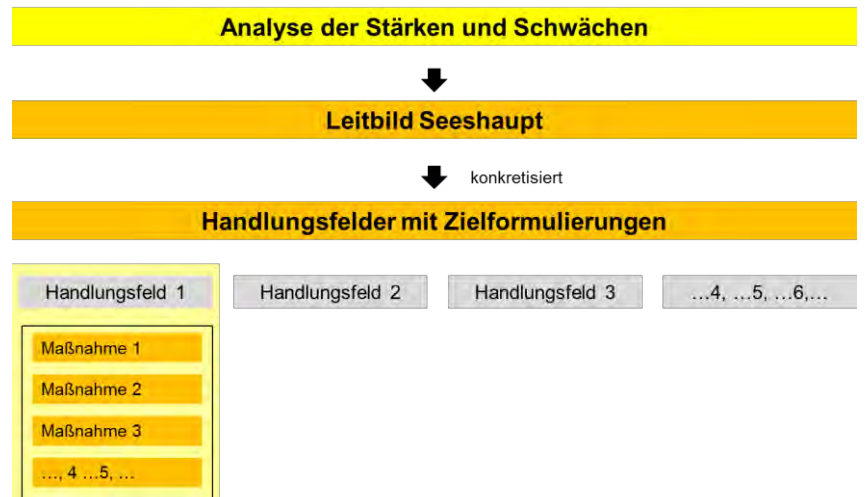 Analyse der Stärken und Schwächen
Leitbild Seeshaupt
konkretisiert
Handlungsfelder mit Zielformulierungen
Handlungsfeld 1
Handlungsfeld 2
Handlungsfeld 3
…4, …5, …6,…
Maßnahme 1
Maßnahme 2
Maßnahme 3
…, 4 …5, …